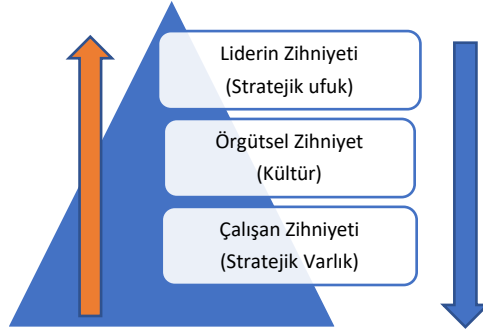 Liderin Zihniyeti
(Stratejik ufuk)
Örgütsel Zihniyet
(Kültür)
Çalışan Zihniyeti
(Stratejik Varlık)